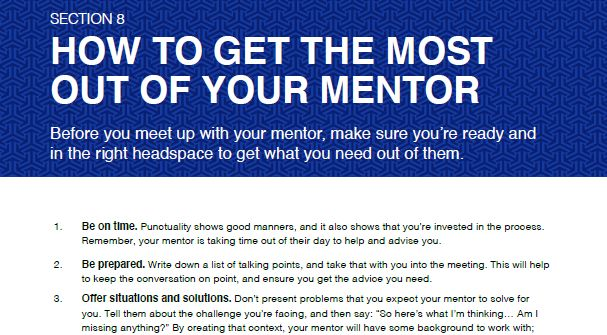 SECTION 8
HOW TO GET THE MOST
OUT OF YOUR MENTOR
Before you meet up with your mentor, make sure you're ready and
in the right headspace to get what you need out of them.
1. Be on time. Punctuality shows good manners, and it also shows that you're invested in the process.
Remember, your mentor is taking time out of their day to help and advise you.
2. Be prepared. Write down a list of talking points, and take that with you into the meeting. This will help
to keep the conversation on point, and ensure you get the advice you need.
3. Offer situations and solutions. Don't present problems that you expect your mentor to solve for
you. Tell them about the challenge you're facing, and then say: "So here's what I'm thinking… Am I
missing anything?" By creating that context, your mentor will have some background to work with;